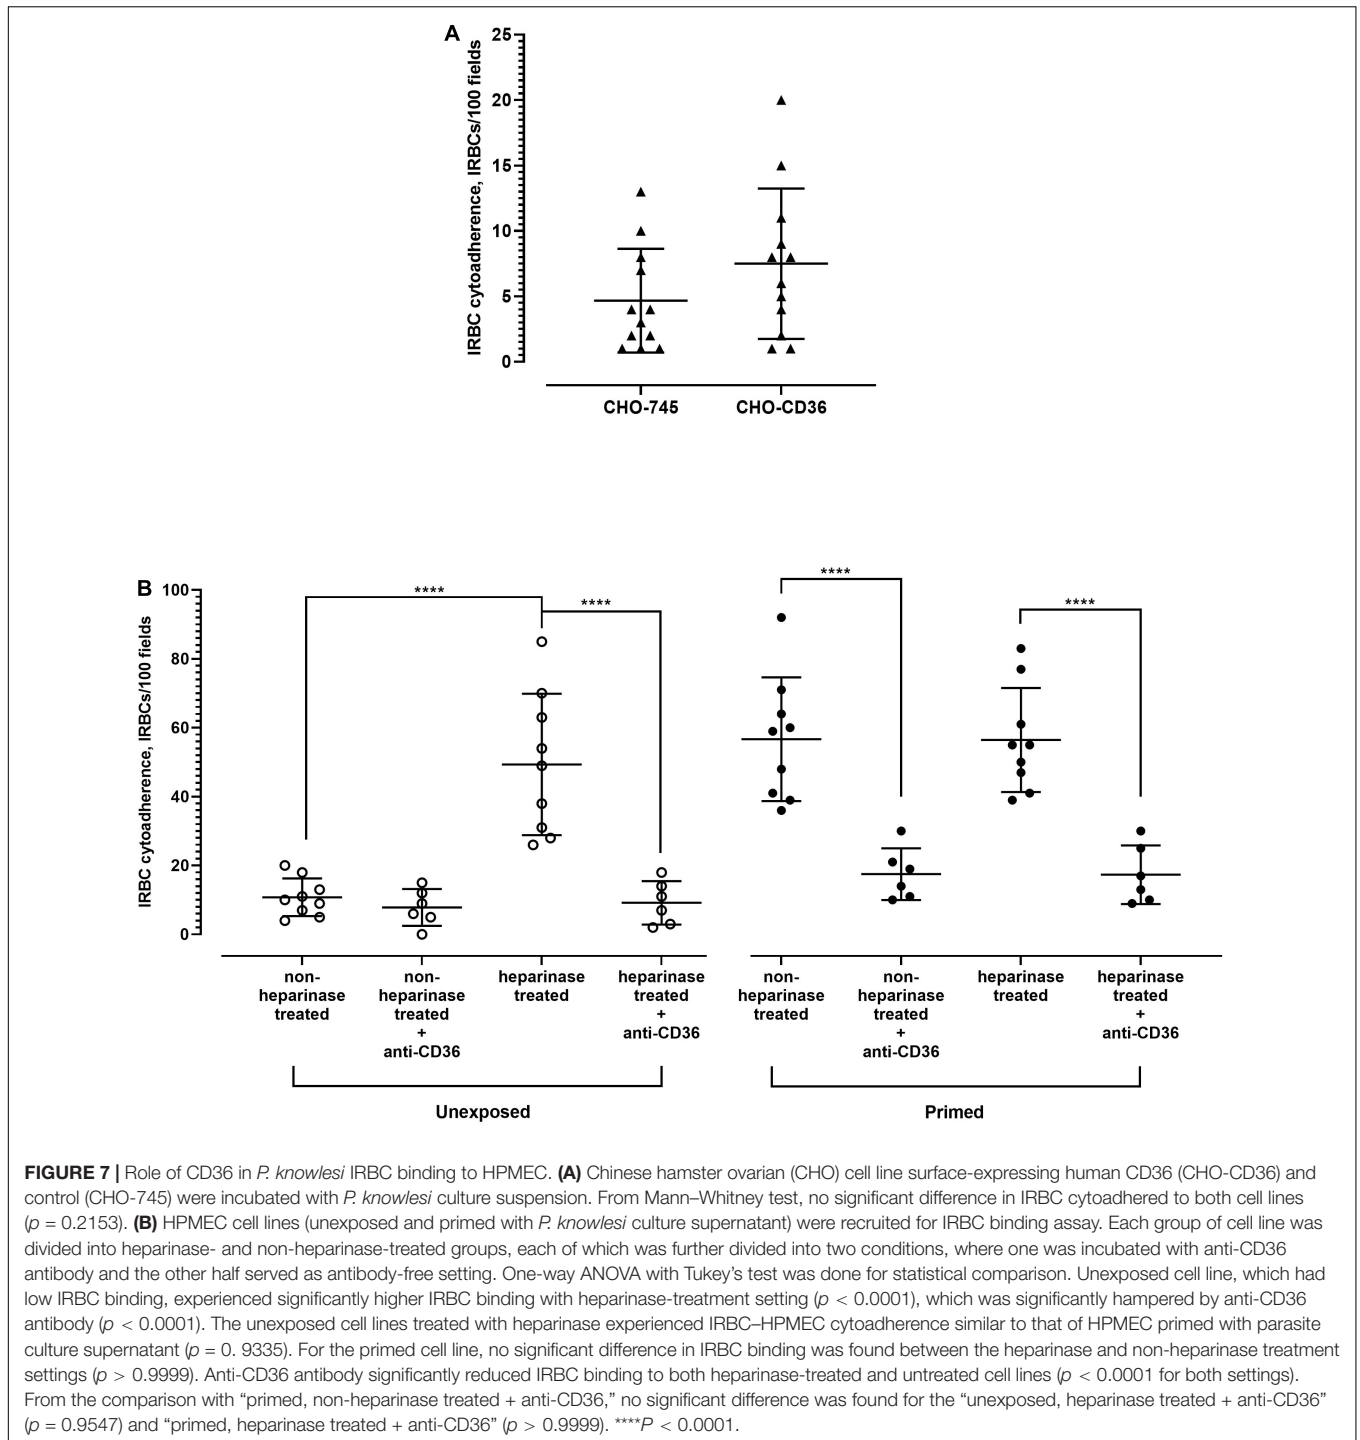 A
25
20
15
10
5
0
IRBC cytoadherence, IRBCs/100 fields
CHO-745
CHO-CD36
B
100
80
60
40
20
0
IRBC cytoadherence, IRBCs/100 fields
****
****
****
****
non-
heparinase
treated
non-
heparinase
treated
+
anti-CD36
heparinase
treated
heparinase
treated
+
anti-CD36
non-
heparinase
treated
non-
heparinase
treated
+
anti-CD36
heparinase
treated
heparinase
treated
+
anti-CD36
Unexposed
Primed
FIGURE 7 | Role of CD36 in P. knowlesi IRBC binding to HPMEC. (A) Chinese hamster ovarian (CHO) cell line surface-expressing human CD36 (CHO-CD36) and
control (CHO-745) were incubated with P. knowlesi culture suspension. From Mann–Whitney test, no significant difference in IRBC cytoadhered to both cell lines
(p = 0.2153). (B) HPMEC cell lines (unexposed and primed with P. knowlesi culture supernatant) were recruited for IRBC binding assay. Each group of cell line was
divided into heparinase- and non-heparinase-treated groups, each of which was further divided into two conditions, where one was incubated with anti-CD36
antibody and the other half served as antibody-free setting. One-way ANOVA with Tukey's test was done for statistical comparison. Unexposed cell line, which had
low IRBC binding, experienced significantly higher IRBC binding with heparinase-treatment setting (p < 0.0001), which was significantly hampered by anti-CD36
antibody (p < 0.0001). The unexposed cell lines treated with heparinase experienced IRBC–HPMEC cytoadherence similar to that of HPMEC primed with parasite
culture supernatant (p = 0. 9335). For the primed cell line, no significant difference in IRBC binding was found between the heparinase and non-heparinase treatment
settings (p > 0.9999). Anti-CD36 antibody significantly reduced IRBC binding to both heparinase-treated and untreated cell lines (p < 0.0001 for both settings).
From the comparison with "primed, non-heparinase treated + anti-CD36," no significant difference was found for the "unexposed, heparinase treated + anti-CD36"
(p = 0.9547) and "primed, heparinase treated + anti-CD36" (p > 0.9999). ****P < 0.0001.